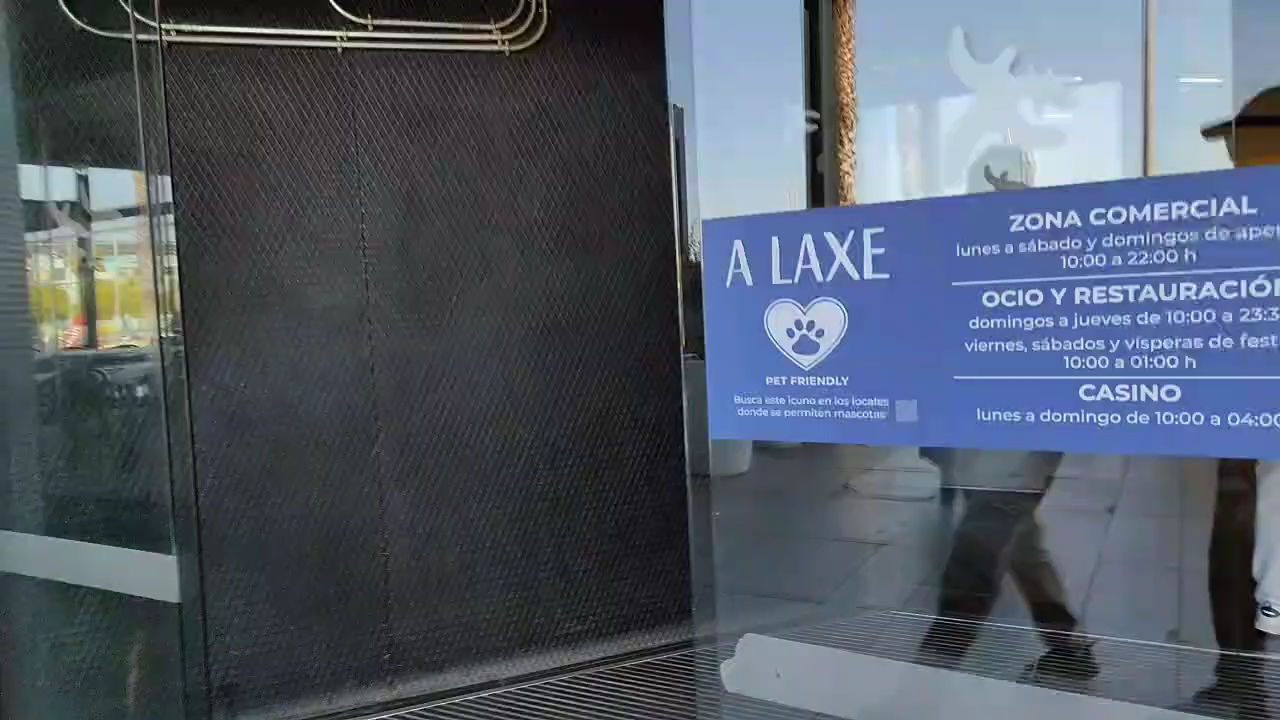 A LAXE
PET FRIENDLY
Busca este icono en los locales
donde se permiten mascotas
ZONA COMERCIAL
lunes a sábado y domingos de
10:00 a 22:00 h
OCIO Y RESTAURACIÓN
domingos a jueves de 10:00 a
viernes, sábados y vísperas de
10:00 a 01:00 h
CASINO
lunes a domingo de 10:00 a